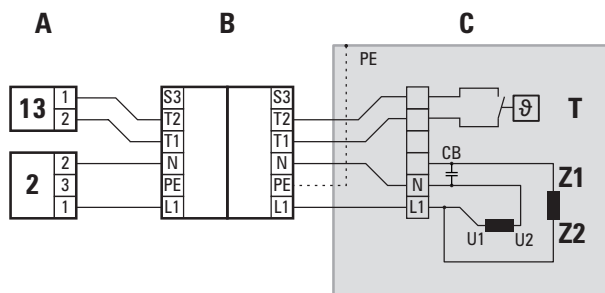 A B C
PE
13 1 2
S3 T2 T1 N PE L1
S3 T2 T1 N PE L1
ϑ T
2 2 3 1
CB
N
L1
Z1
Z2
U1 U2